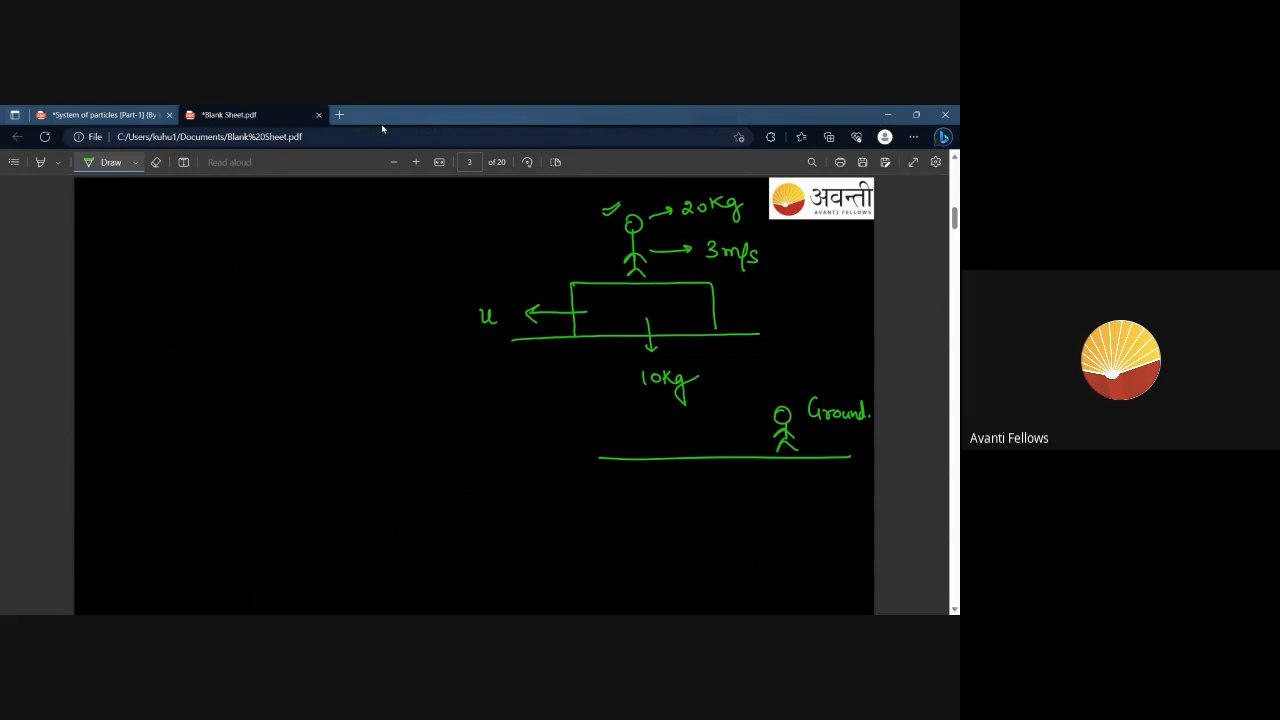 *System of particles [Part-1] (By
*Blank Sheet.pdf
File C:/Users/kuhu1/Documents/Blank%20Sheet.pdf
Draw Read aloud 3 of 20
20Kg
अवन्ती
AVANTI FELLOWS
3 m/s
u
10Kg
Ground.
Avanti Fellows